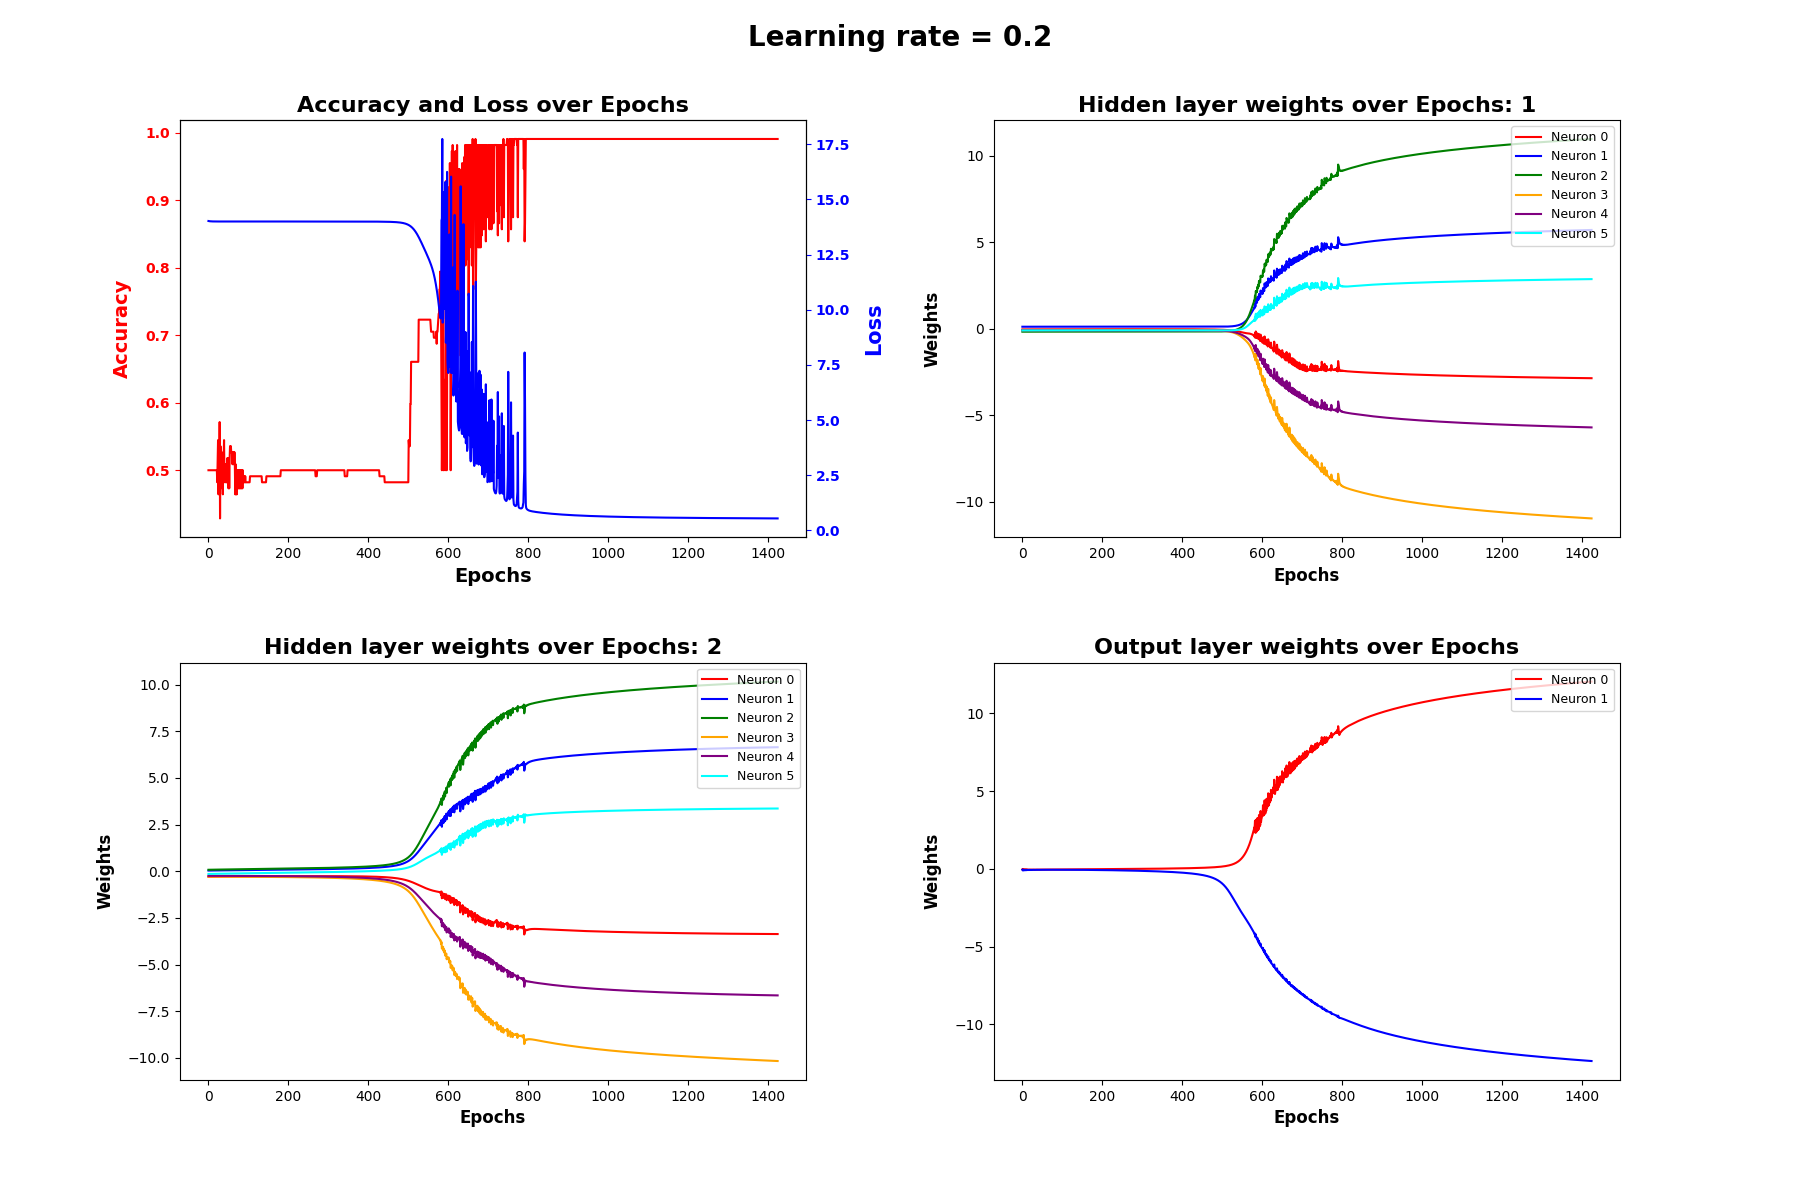 Learning rate = 0.2
Accuracy and Loss over Epochs
1.0
0.9
0.8
0.7
0.6
0.5
Accuracy
17.5
15.0
12.5
10.0
7.5
5.0
2.5
0.0
Loss
0 200 400 600 800 1000 1200 1400
Epochs
Hidden layer weights over Epochs: 1
10
5
0
−5
−10
Weights
Neuron 0
Neuron 1
Neuron 2
Neuron 3
Neuron 4
Neuron 5
0 200 400 600 800 1000 1200 1400
Epochs
Hidden layer weights over Epochs: 2
10.0
7.5
5.0
2.5
0.0
−2.5
−5.0
−7.5
−10.0
Weights
Neuron 0
Neuron 1
Neuron 2
Neuron 3
Neuron 4
Neuron 5
0 200 400 600 800 1000 1200 1400
Epochs
Output layer weights over Epochs
10
5
0
−5
−10
Weights
Neuron 0
Neuron 1
0 200 400 600 800 1000 1200 1400
Epochs